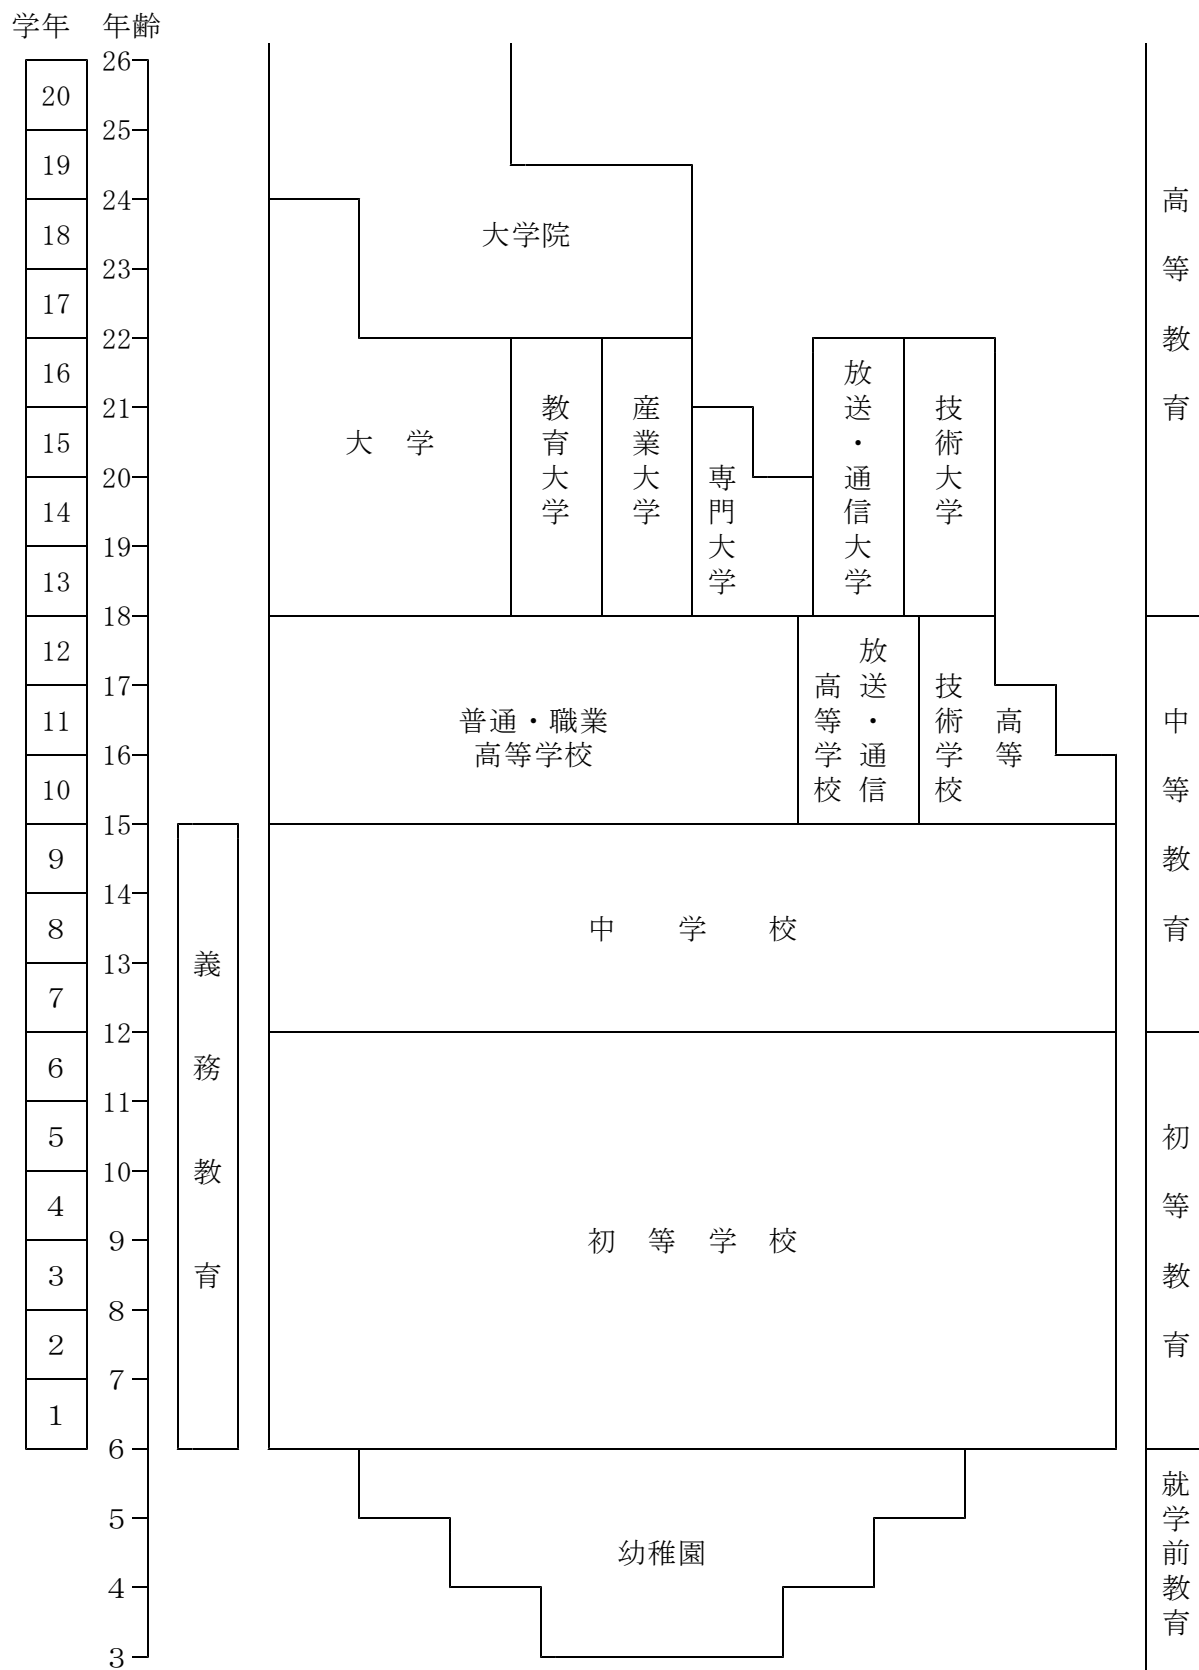 学年 年齢
26
20
25
19
24
18
23
17
22
16
21
15
20
14
19
13
18
12
17
11
16
10
15
9
14
8
13
7
12
6
11
5
10
4
9
3
8
2
7
1
6
5
4
3
義務教育
大学院
大 学
教育大学
産業大学
専門大学
放送・通信大学
技術大学
普通・職業
高等学校
放送・通信
高等学校
高等
技術学校
中 学 校
初 等 学 校
幼稚園
高等教育
中等教育
初等教育
就学前教育